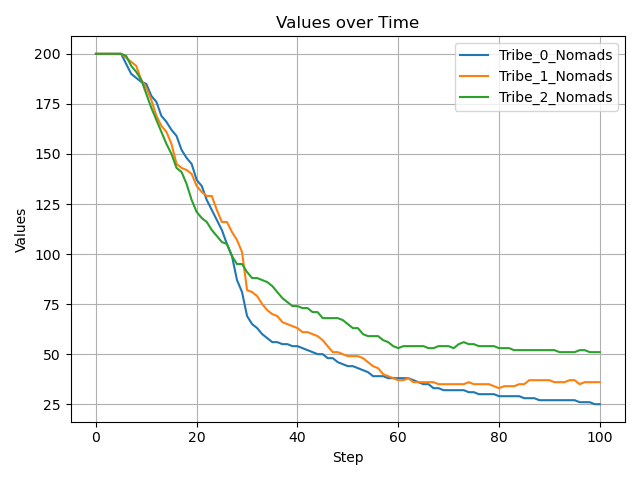 Values over Time
Tribe_0_Nomads
Tribe_1_Nomads
Tribe_2_Nomads
200
175
150
125
100
75
50
25
Values
0 20 40 60 80 100
Step